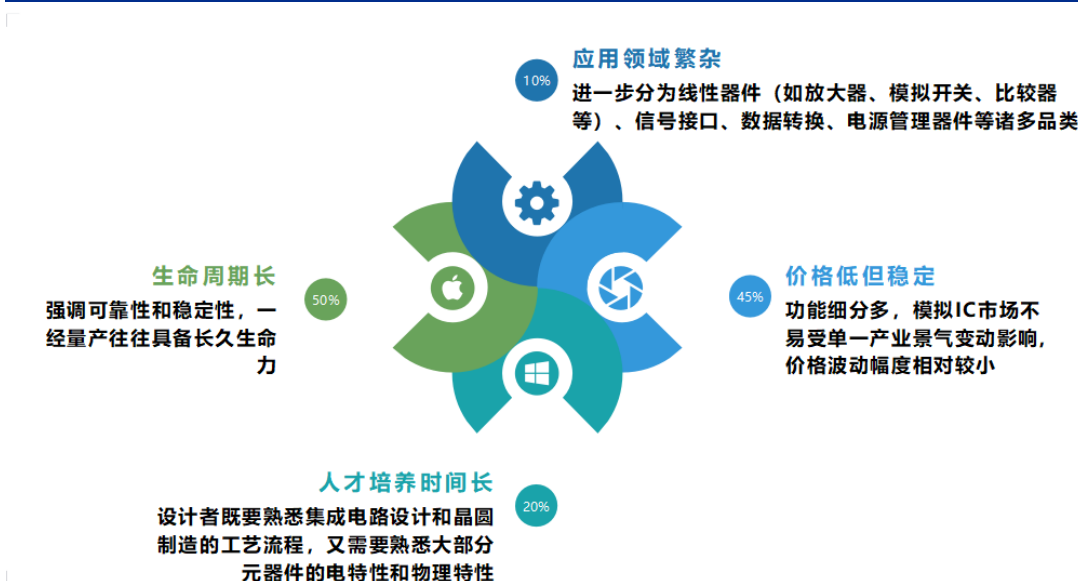 应用领域繁杂
10%
进一步分为线性器件（如放大器、模拟开关、比较器
等）、信号接口、数据转换、电源管理器件等诸多品类
生命周期长
50%
强调可靠性和稳定性，一
经量产往往具备长久生命
力
价格低但稳定
45%
功能细分多，模拟IC市场不
易受单一产业景气变动影响，
价格波动幅度相对较小
人才培养时间长
20%
设计者既要熟悉集成电路设计和晶圆
制造的工艺流程，又需要熟悉大部分
元器件的电特性和物理特性